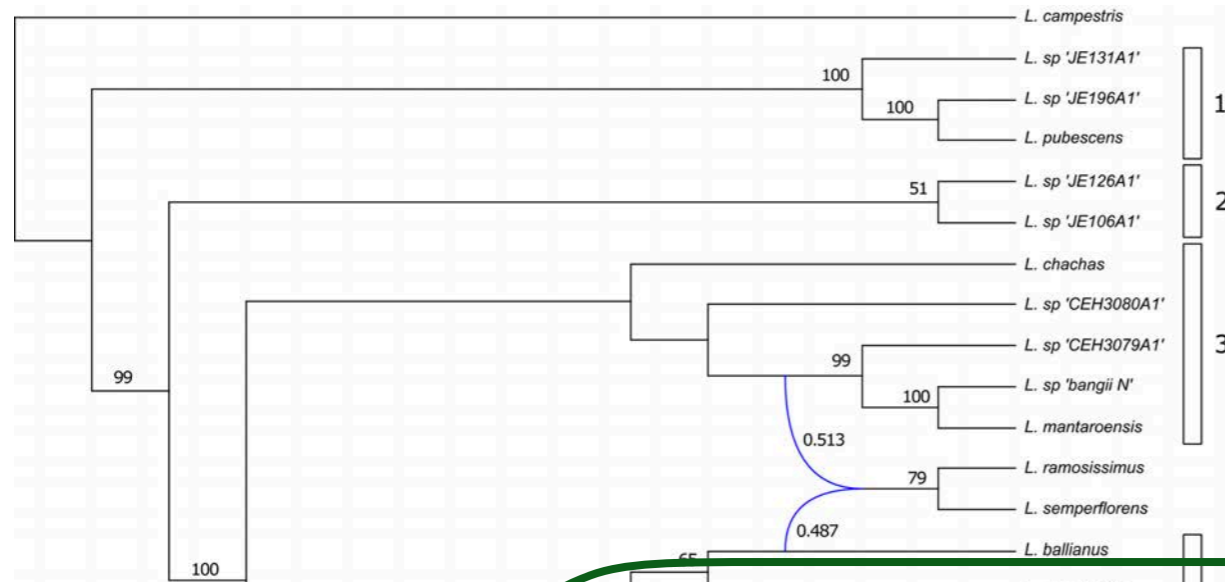 L. campestris
L. sp 'JE131A1'
100
L. sp 'JE196A1'
1
100
L. pubescens
L. sp 'JE126A1'
51
2
L. sp 'JE106A1'
L. chachas
L. sp 'CEH3080A1'
L. sp 'CEH3079A1'
3
99
99
L. sp 'bangii N'
100
L. mantaroensis
0.513
L. ramosissimus
79
L. semperflorens
0.487
L. ballianus
65
100